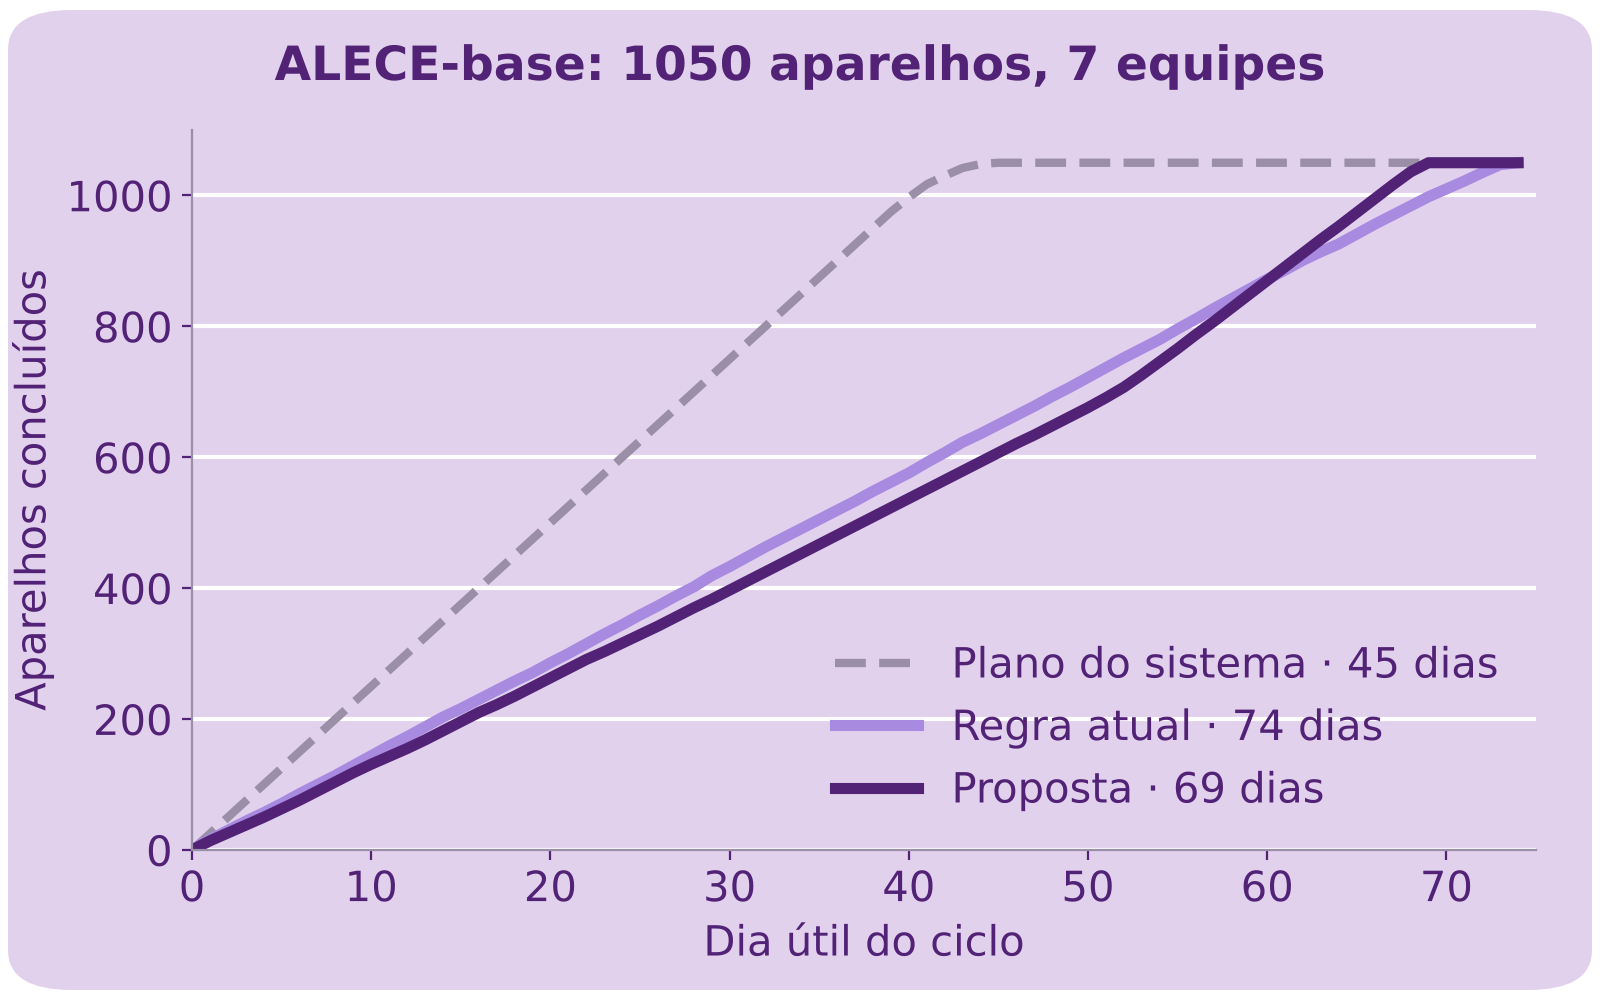 ALECE-base: 1050 aparelhos, 7 equipes
Aparelhos concluídos
1000
800
600
400
200
0
Plano do sistema · 45 dias
Regra atual · 74 dias
Proposta · 69 dias
0 10 20 30 40 50 60 70
Dia útil do ciclo